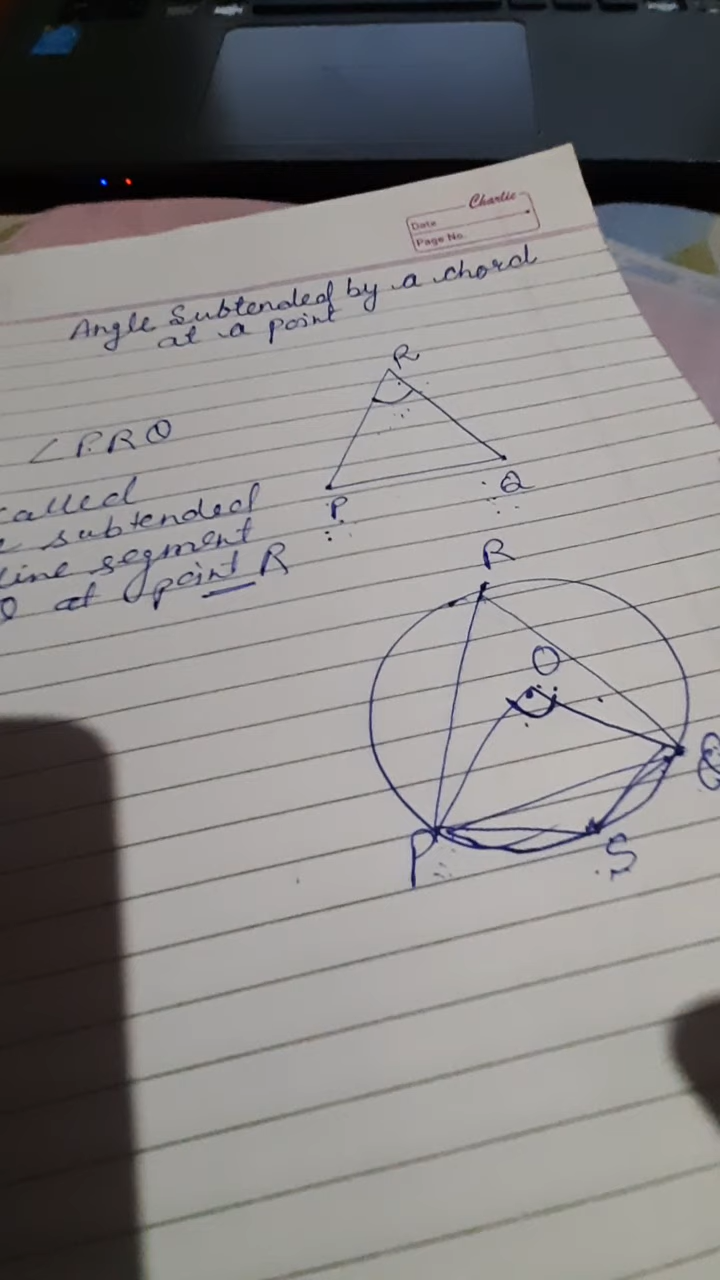 Charlie
Date
Page No.
Angle Subtended by a chord
at a point
R
∠PRQ
called
subtended
line segment
at point R
P
Q
R
O
Q
P
S